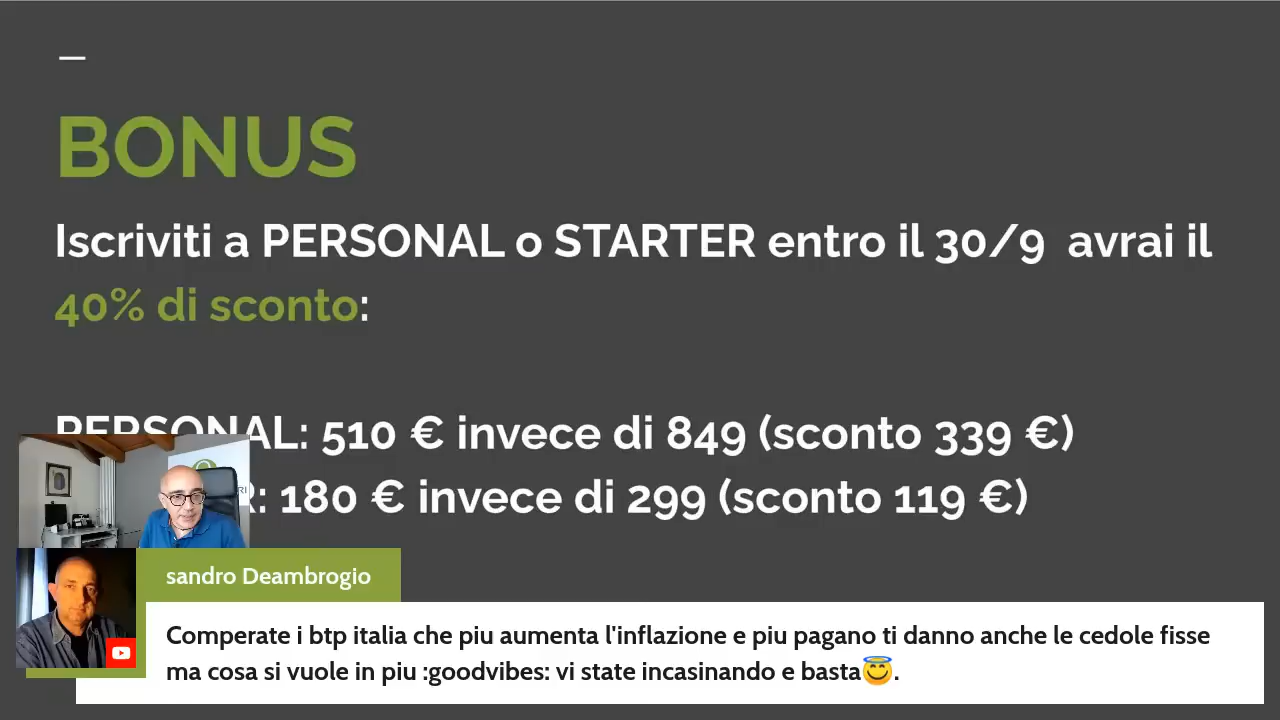 BONUS
Iscriviti a PERSONAL o STARTER entro il 30/9 avrai il
40% di sconto:
PERSONAL: 510 € invece di 849 (sconto 339 €)
: 180 € invece di 299 (sconto 119 €)
sandro Deambrogio
Comperate i btp italia che piu aumenta l'inflazione e piu pagano ti danno anche le cedole fisse
ma cosa si vuole in piu :goodvibes: vi state incasinando e basta😇.